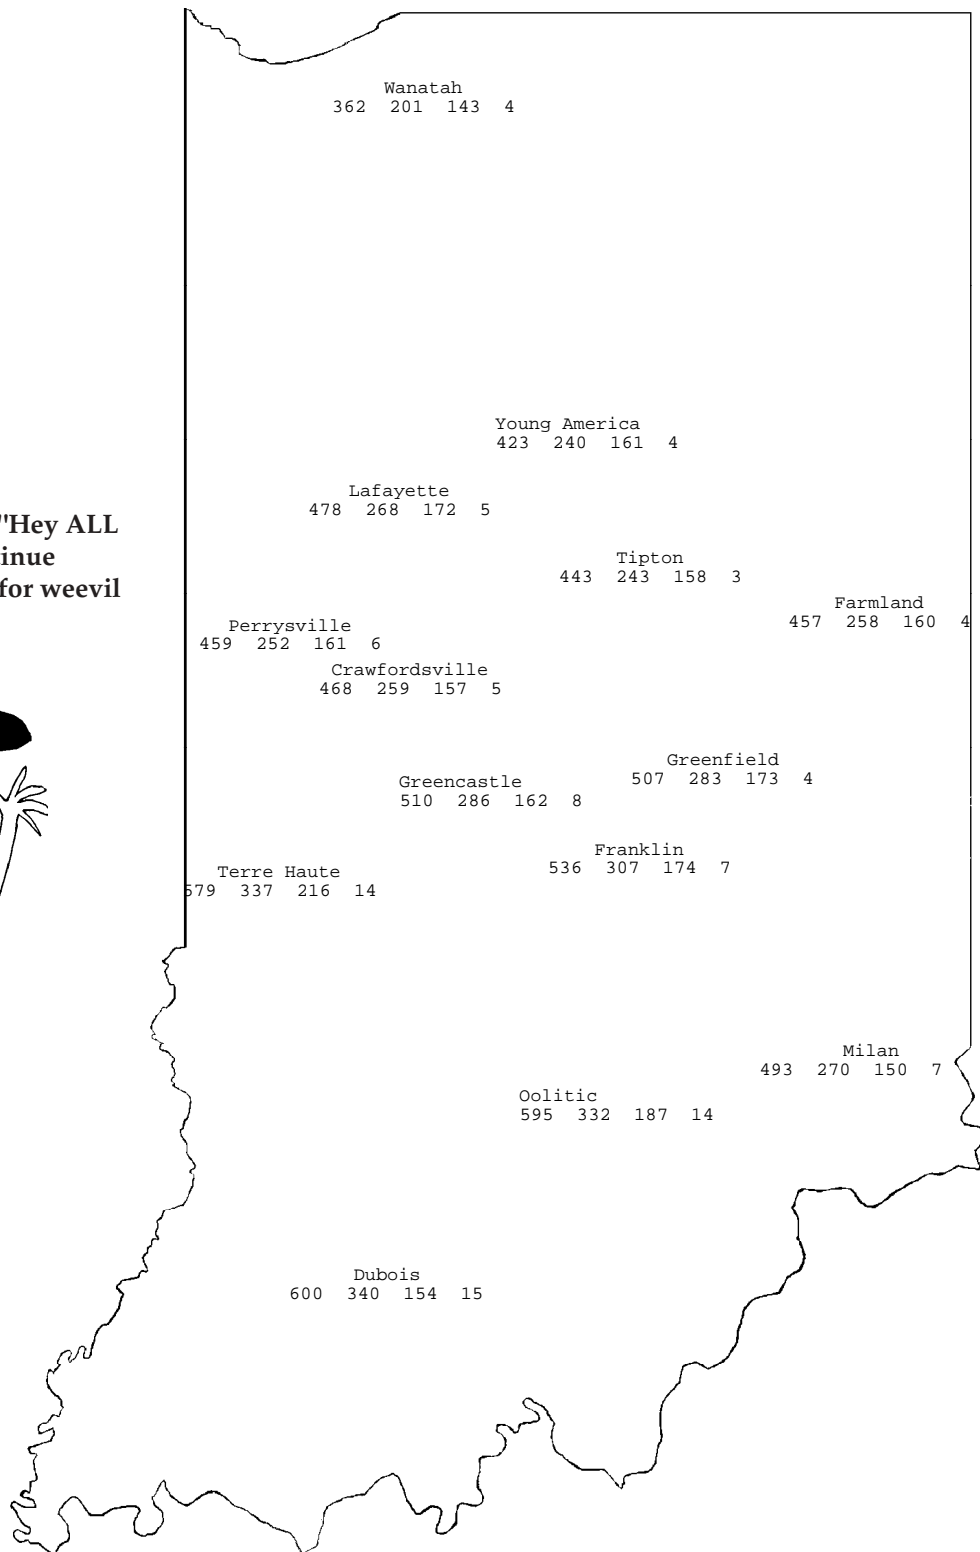 Wanatah
362 201 143 4
Young America
423 240 161 4
Lafayette
478 268 172 5
"Hey ALL
inue
for weevil
Tipton
443 243 158 3
Farmland
457 258 160 4
Perrysville
459 252 161 6
Crawfordsville
468 259 157 5
Greenfield
507 283 173 4
Greencastle
510 286 162 8
Franklin
536 307 174 7
Terre Haute
579 337 216 14
Milan
493 270 150 7
Oolitic
595 332 187 14
Dubois
600 340 154 15